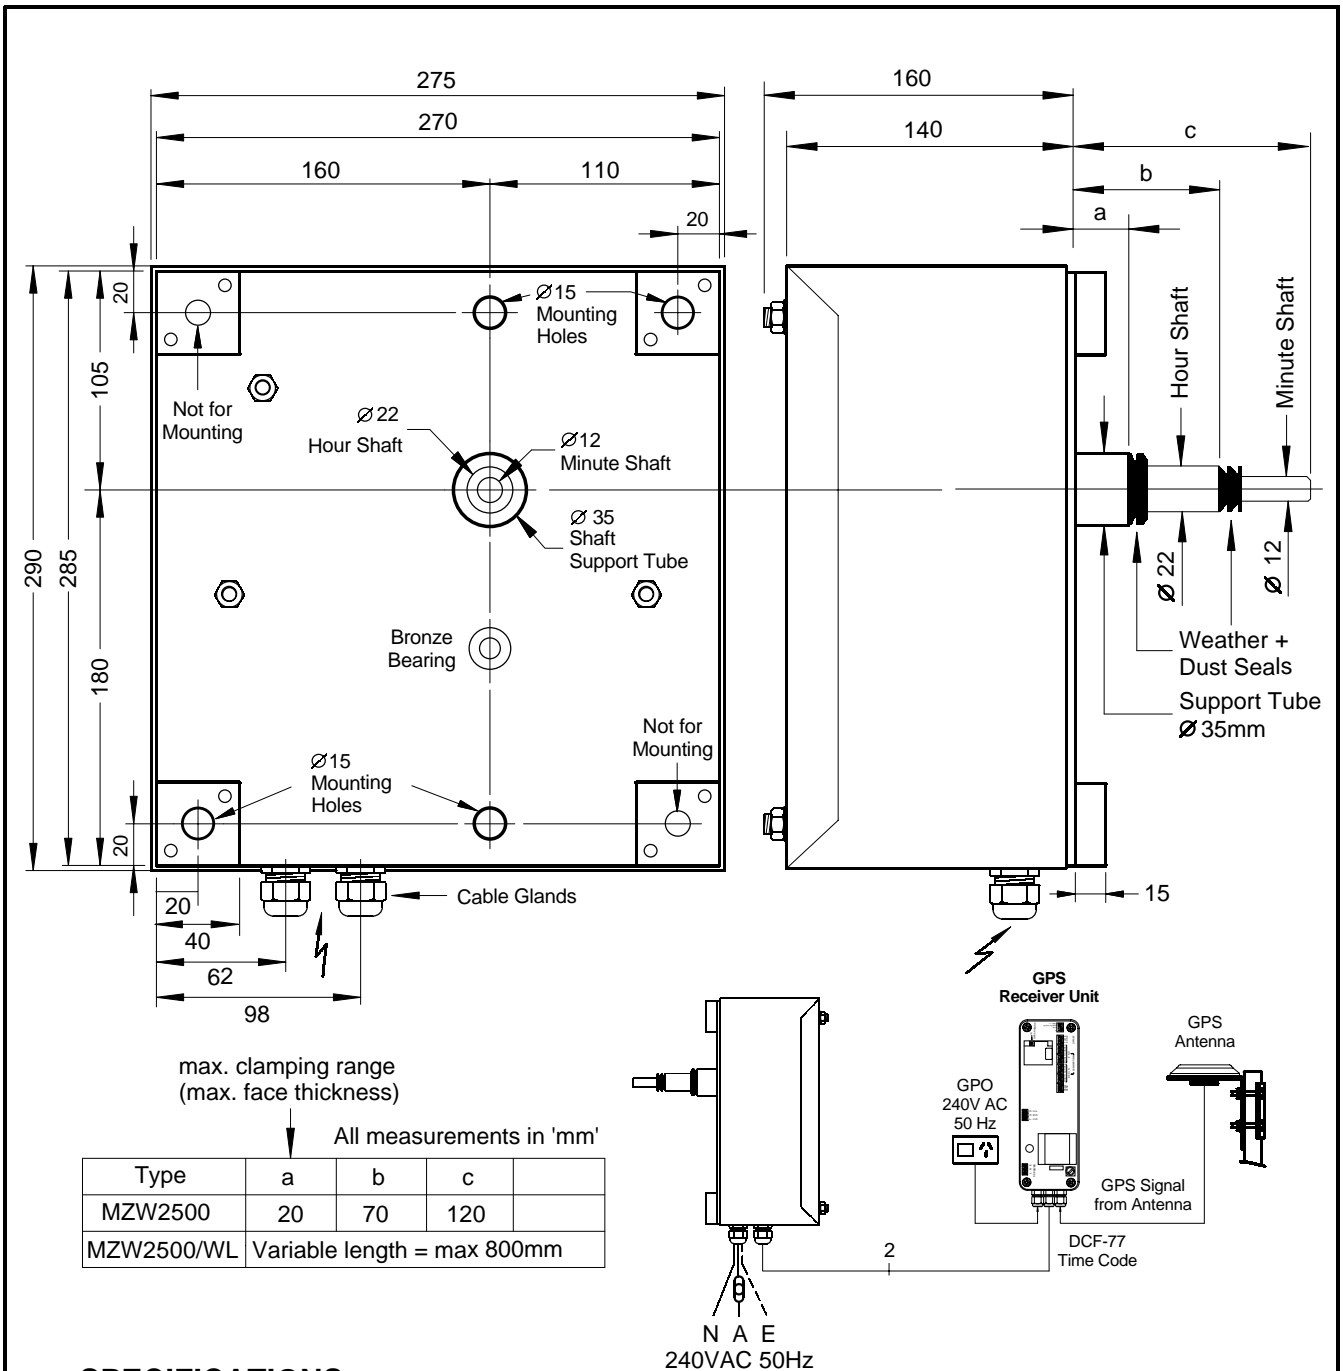 275
270
160
110
20
160
140
c
b
a
20
105
290
285
180
20
Ø15
Mounting
Holes
Not for
Mounting
Ø 22
Hour Shaft
Ø12
Minute Shaft
Ø 35
Shaft
Support Tube
Bronze
Bearing
Not for
Mounting
Ø15
Mounting
Holes
Cable Glands
20
40
62
98
Hour Shaft
Minute Shaft
Ø 22
Ø 12
Weather +
Dust Seals
Support Tube
Ø 35mm
15
max. clamping range
(max. face thickness)
All measurements in 'mm'
Type a b c
MZW2500 20 70 120
MZW2500/WL Variable length = max 800mm
GPS
Receiver Unit
GPS
Antenna
GPO
240V AC
50 Hz
GPS Signal
from Antenna
DCF-77
Time Code
2
N A E
240VAC 50Hz
SPECIFICATIONS